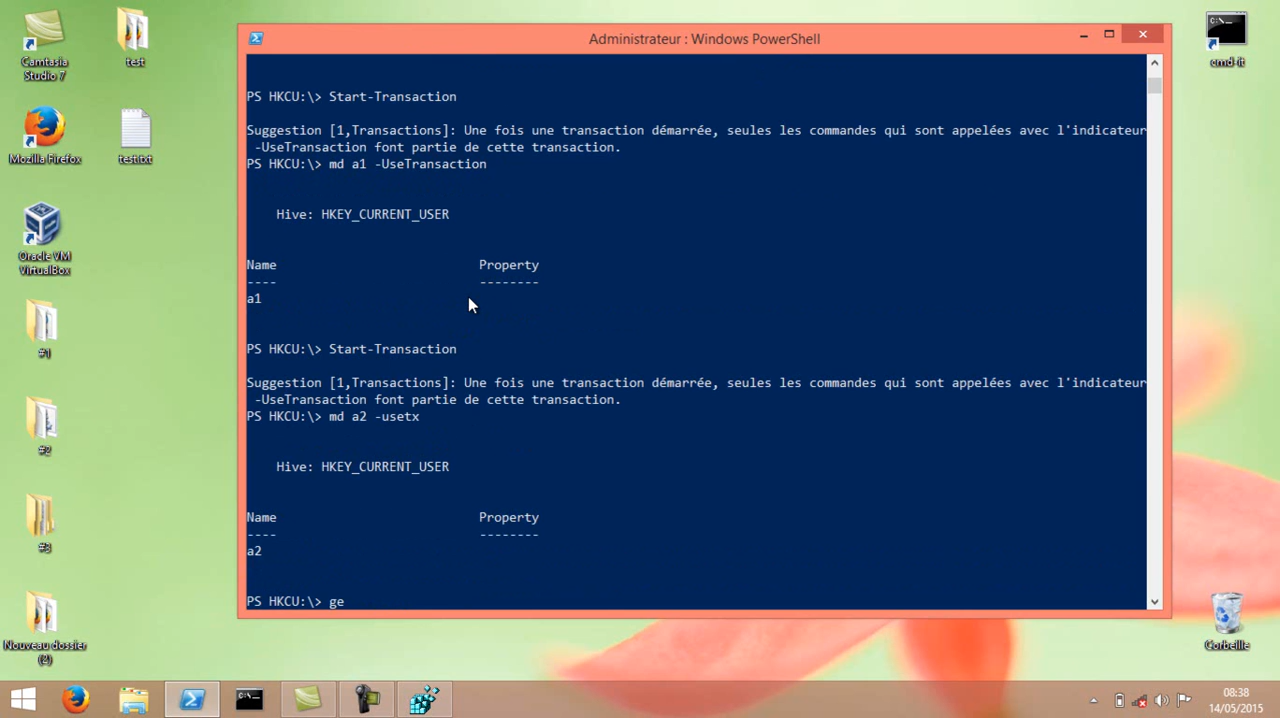 Administrateur : Windows PowerShell
PS HKCU:\> Start-Transaction
Suggestion [1,Transactions]: Une fois une transaction démarrée, seules les commandes qui sont appelées avec l'indicateur
-UseTransaction font partie de cette transaction.
PS HKCU:\> md a1 -UseTransaction
Hive: HKEY_CURRENT_USER
Name Property
---- --------
a1
PS HKCU:\> Start-Transaction
Suggestion [1,Transactions]: Une fois une transaction démarrée, seules les commandes qui sont appelées avec l'indicateur
-UseTransaction font partie de cette transaction.
PS HKCU:\> md a2 -usetx
Hive: HKEY_CURRENT_USER
Name Property
---- --------
a2
PS HKCU:\> ge
Camtasia
Studio 7
test
Mozilla Firefox
test.txt
Oracle VM
VirtualBox
#1
#2
#3
Nouveau dossier
(2)
C:\._
cmd-it
Corbeille
C:\._
08:38
14/05/2015